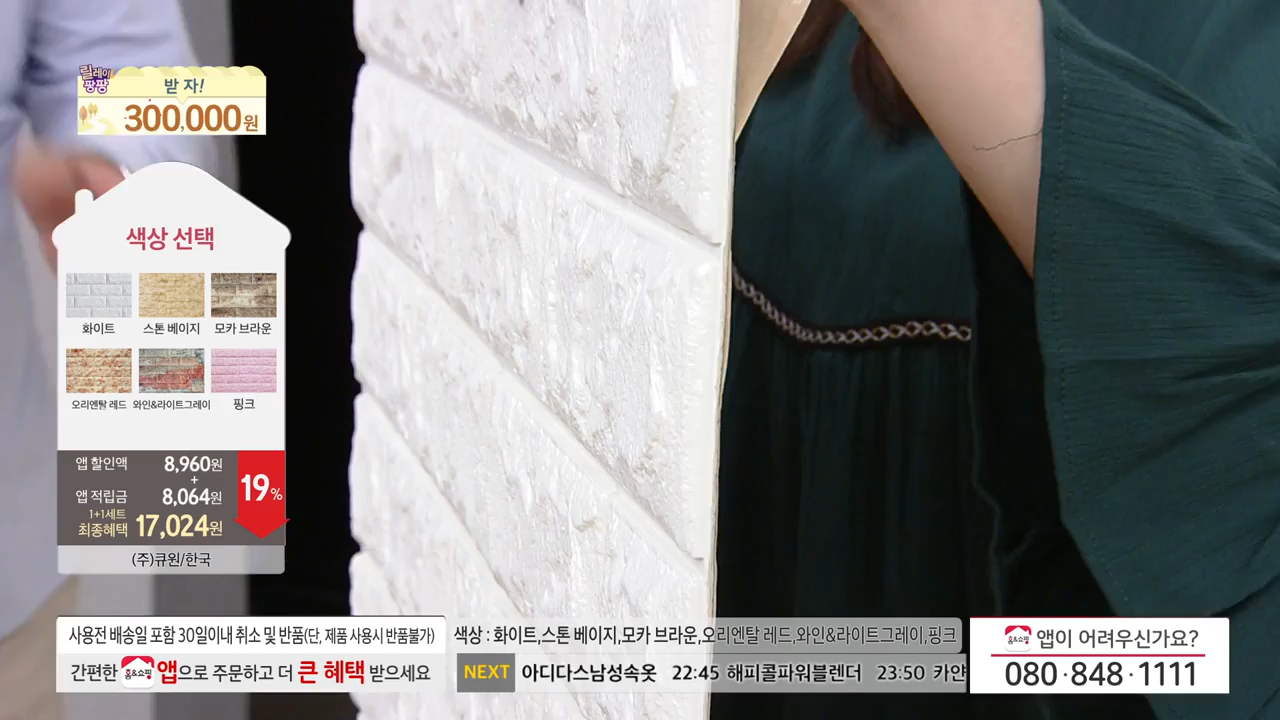 릴레이
팡팡
받 자!
300,000원
색상 선택
화이트
스톤 베이지
모카 브라운
오리엔탈 레드
와인&라이트그레이
핑크
앱 할인액 8,960원
+
앱 적립금 8,064원
1+1세트
최종혜택 17,024원
19%
(주)큐원/한국
사용전 배송일 포함 30일이내 취소 및 반품(단, 제품 사용시 반품불가)
색상 : 화이트,스톤 베이지,모카 브라운,오리엔탈 레드,와인&라이트그레이,핑크
간편한 홈&쇼핑 앱으로 주문하고 더 큰 혜택 받으세요
NEXT 아디다스남성속옷 22:45 해피콜파워블렌더 23:50 카얀
홈&쇼핑 앱이 어려우신가요?
080·848·1111